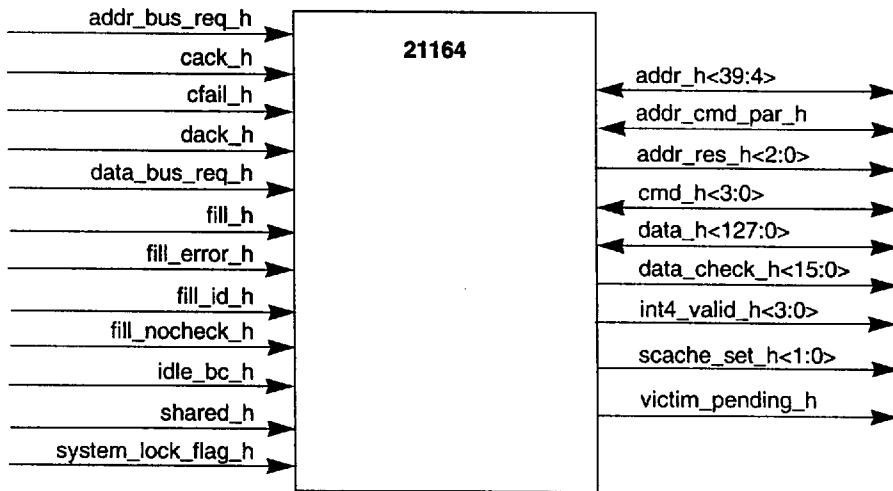 addr_bus_req_h
cack_h
cfail_h
dack_h
data_bus_req_h
fill_h
fill_error_h
fill_id_h
fill_nocheck_h
idle_bc_h
shared_h
system_lock_flag_h
21164
addr_h<39:4>
addr_cmd_par_h
addr_res_h<2:0>
cmd_h<3:0>
data_h<127:0>
data_check_h<15:0>
int4_valid_h<3:0>
scache_set_h<1:0>
victim_pending_h